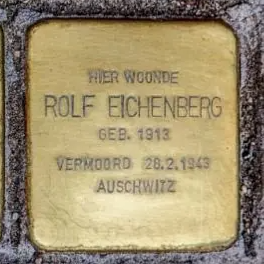 HIER WOONDE
ROLF EICHENBERG
GEB. 1913
VERMOORD 28.2.1943
AUSCHWITZ